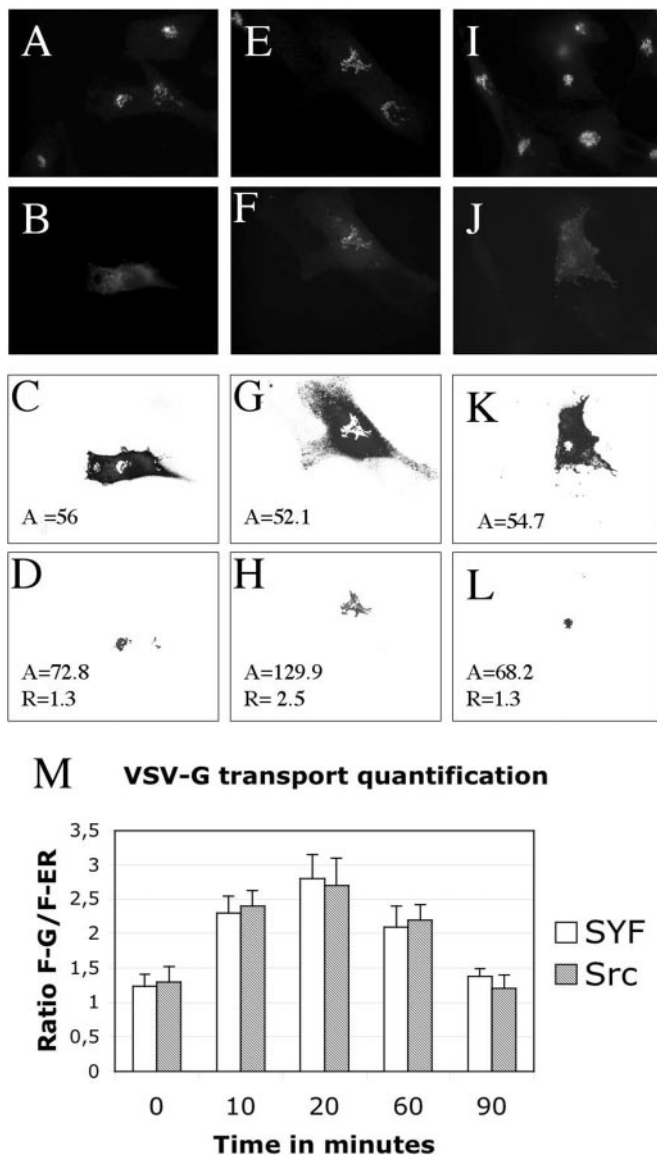 A
E
I
B
F
J
C
G
K
A =56
A=52.1
A=54.7
D
H
L
A=72.8
R=1.3
A=129.9
R= 2.5
A=68.2
R=1.3
M VSV-G transport quantification
Ratio F-G/F-ER
3,5
3
2,5
2
1,5
1
0,5
0
SYF
Src
0 10 20 60 90
Time in minutes